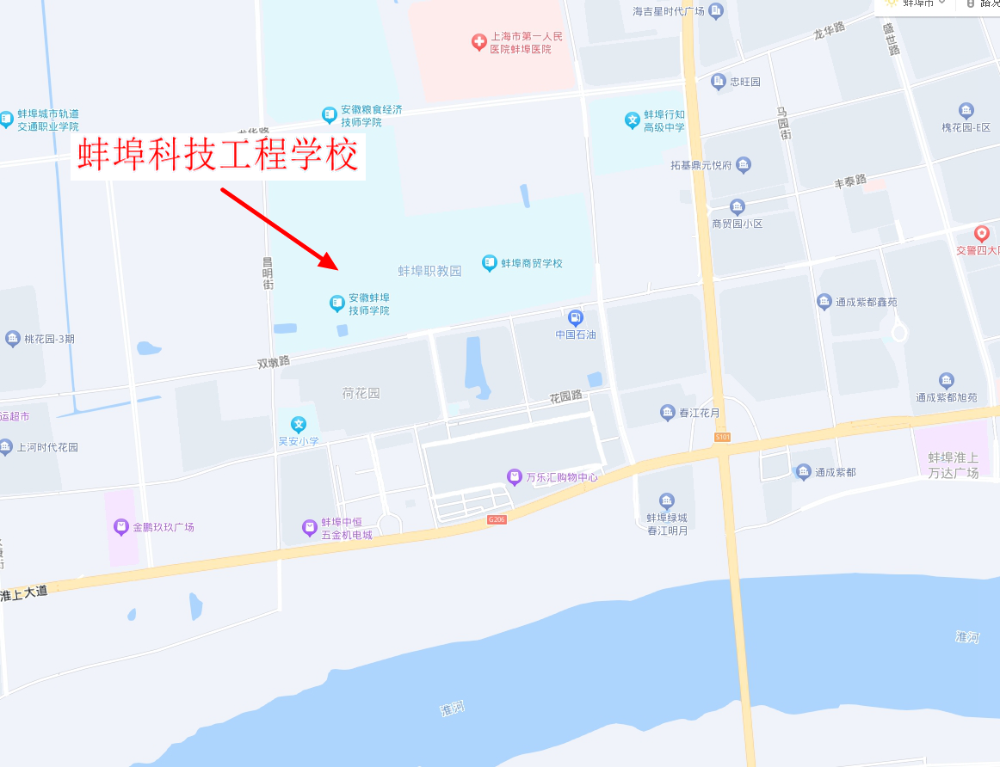 海吉星时代广场
蚌埠市
路况
上海市第一人民
医院蚌埠医院
龙华路
盛世路
忠旺园
蚌埠城市轨道
交通职业学院
安徽粮食经济
技师学院
蚌埠行知
高级中学
马园街
槐花园-E区
龙华路
蚌埠科技工程学校
拓基鼎元悦府
丰泰路
商贸园小区
交警四大队
昌明街
蚌埠职教园
蚌埠商贸学校
安徽蚌埠
技师学院
通成紫都鑫苑
中国石油
桃花园-3期
双墩路
荷花园
花园路
通成紫都旭苑
运超市
吴安小学
春江花月
上河时代花园
S101
蚌埠淮上
万达广场
通成紫都
万乐汇购物中心
G206
金鹏玖玖广场
蚌埠中恒
五金机电城
蚌埠绿城
春江明月
淮上大道
淮河
淮河